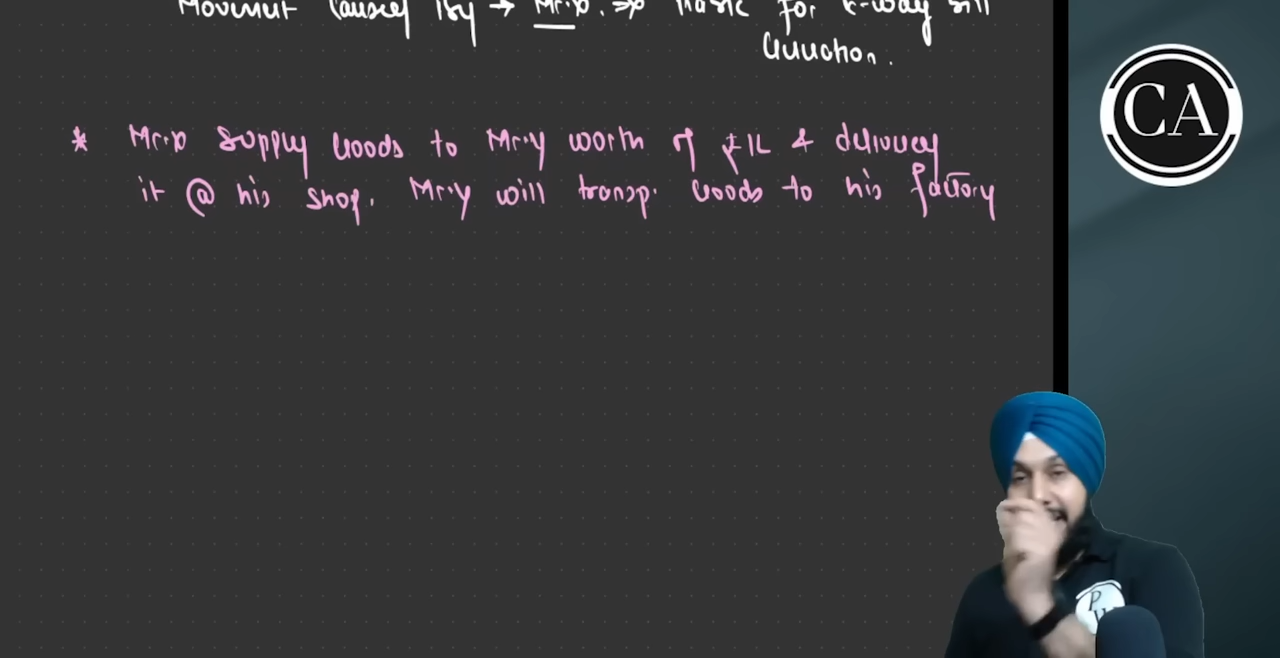 Movement Caused By → Mr.X. ⇒ for E-way Bill
Generation.
* Mr.X Supply Goods to Mr.Y worth of ₹1L & delivery
it @ his shop. Mr.Y will transp. Goods to his factory
CA
P
W